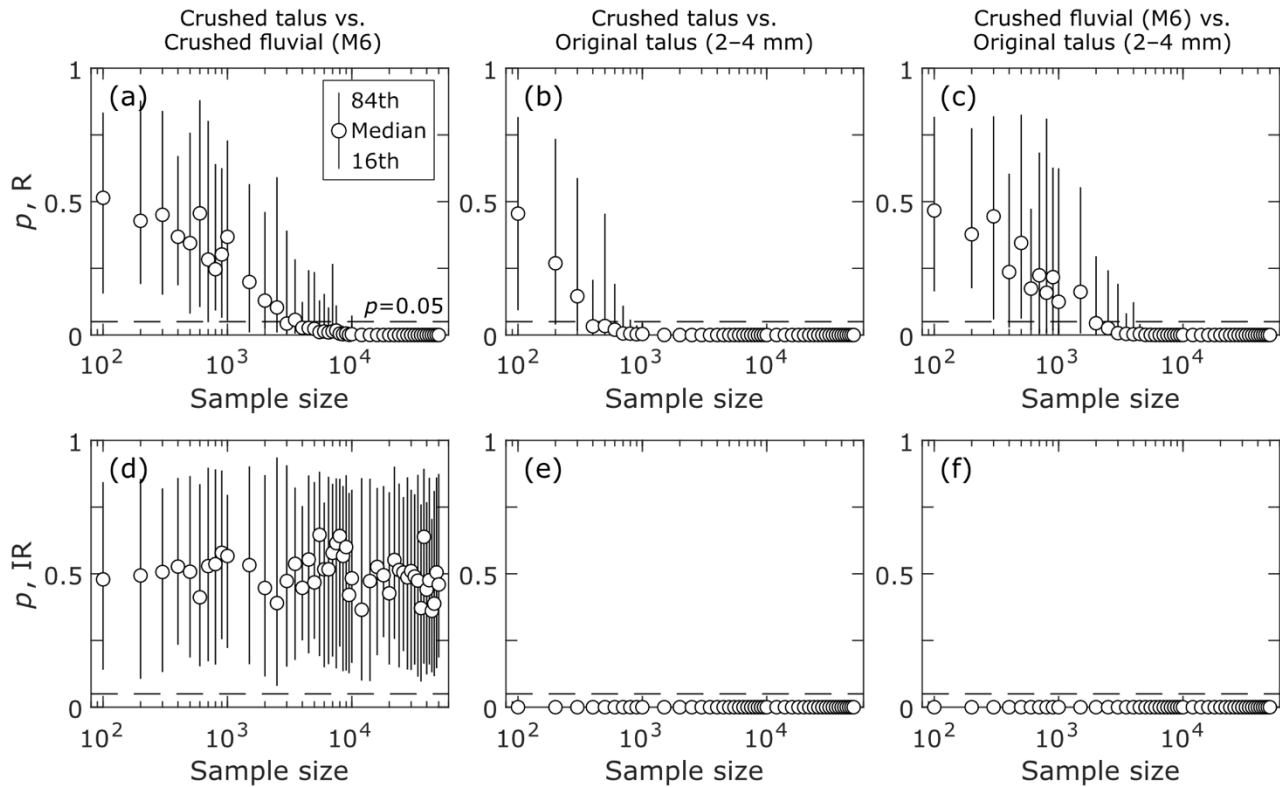 Crushed talus vs.
Crushed fluvial (M6)
Crushed talus vs.
Original talus (2–4 mm)
Crushed fluvial (M6) vs.
Original talus (2–4 mm)
p, R
1
0.5
0
(a)
84th
Median
16th
p=0.05
10² 10³ 10⁴
Sample size
1
0.5
0
(b)
10² 10³ 10⁴
Sample size
1
0.5
0
(c)
10² 10³ 10⁴
Sample size
p, IR
1
0.5
0
(d)
10² 10³ 10⁴
Sample size
1
0.5
0
(e)
10² 10³ 10⁴
Sample size
1
0.5
0
(f)
10² 10³ 10⁴
Sample size